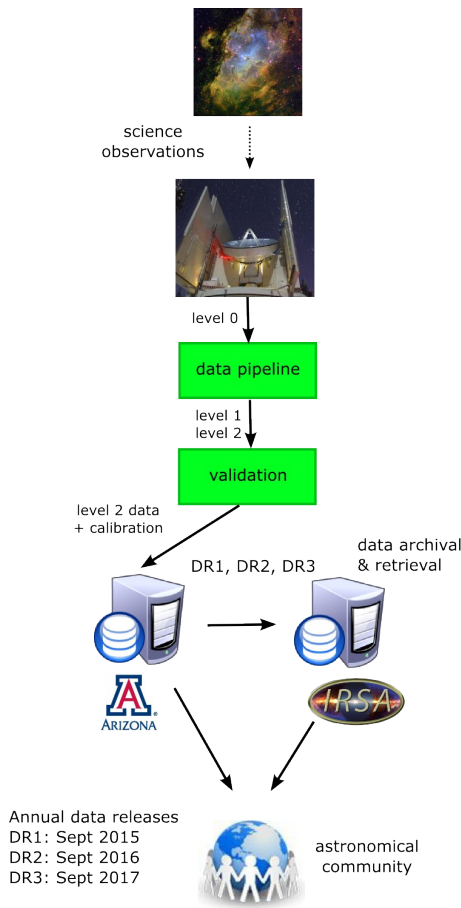 science
observations
level 0
data pipeline
level 1
level 2
validation
level 2 data
+ calibration
DR1, DR2, DR3
data archival
& retrieval
A
ARIZONA®
IRSA
Annual data releases
DR1: Sept 2015
DR2: Sept 2016
DR3: Sept 2017
astronomical
community